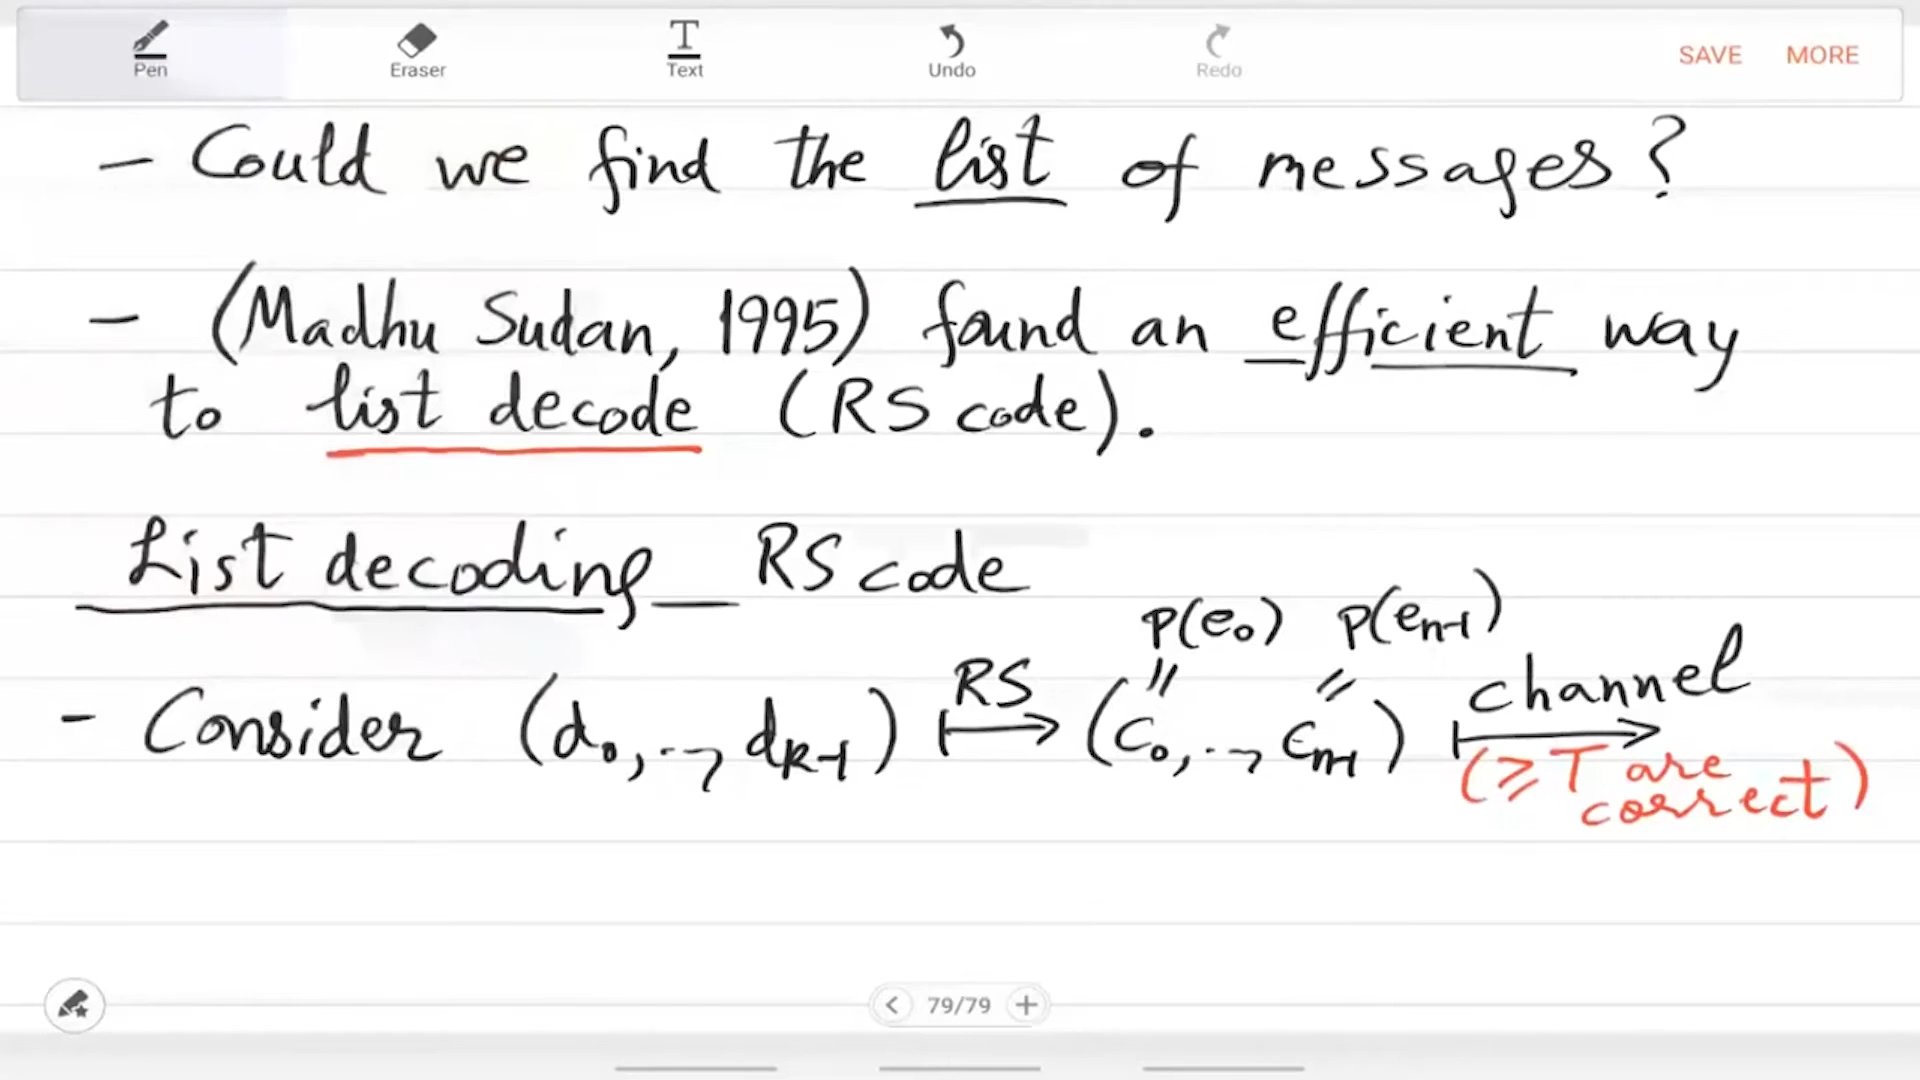 Pen Eraser Text Undo Redo SAVE MORE
- Could we find the list of messages?
- (Madhu Sudan, 1995) found an efficient way
to list decode (RS code).
List decoding RS code
p(e₀) p(eₙ₋₁)
- Consider (d₀, .., dₖ₋₁) RS ↦ (c₀, .., cₙ₋₁) channel ↦
(≥T are
correct)
79/79